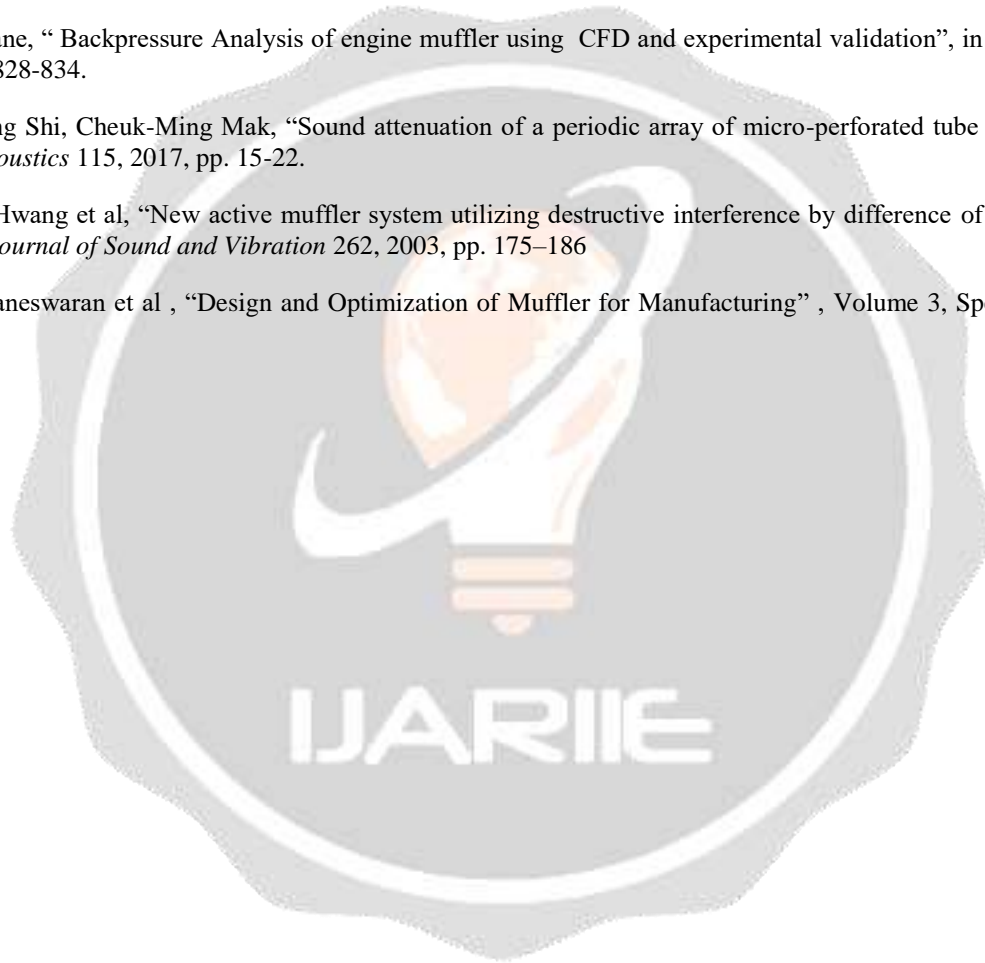 ane, “ Backpressure Analysis of engine muffler using CFD and experimental validation”, in
828-834.
ng Shi, Cheuk-Ming Mak, “Sound attenuation of a periodic array of micro-perforated tube
oustics 115, 2017, pp. 15-22.
Hwang et al, “New active muffler system utilizing destructive interference by difference of
ournal of Sound and Vibration 262, 2003, pp. 175–186
aneswaran et al , “Design and Optimization of Muffler for Manufacturing” , Volume 3, Spe
IJARIIE